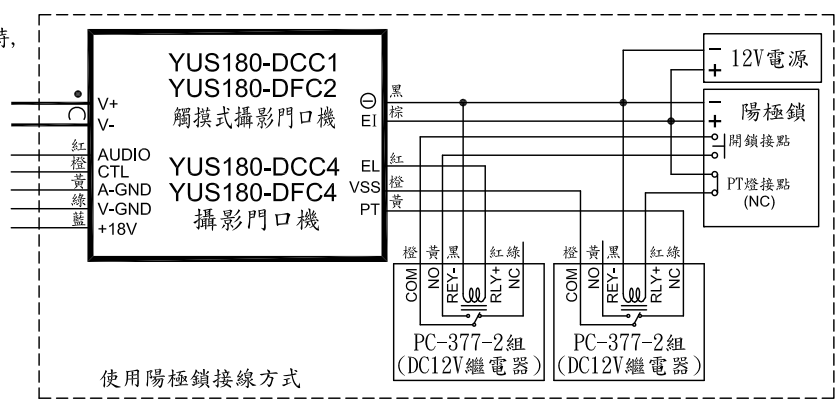 時,
YUS180-DCC1
YUS180-DFC2
觸摸式攝影門口機
YUS180-DCC4
YUS180-DFC4
攝影門口機
V+
V-
紅 AUDIO
橙 CTL
黃 A-GND
綠 V-GND
藍 +18V
⊖ 黑
EI 棕
EL 紅
VSS 橙
PT 黃
- 12V電源
+
- 陽極鎖
+
開鎖接點
PT燈接點
(NC)
橙 黃 黑 紅 綠
COM NO REY- RLY+ NC
PC-377-2組
(DC12V繼電器)
橙 黃 黑 紅 綠
COM NO REY- RLY+ NC
PC-377-2組
(DC12V繼電器)
使用陽極鎖接線方式